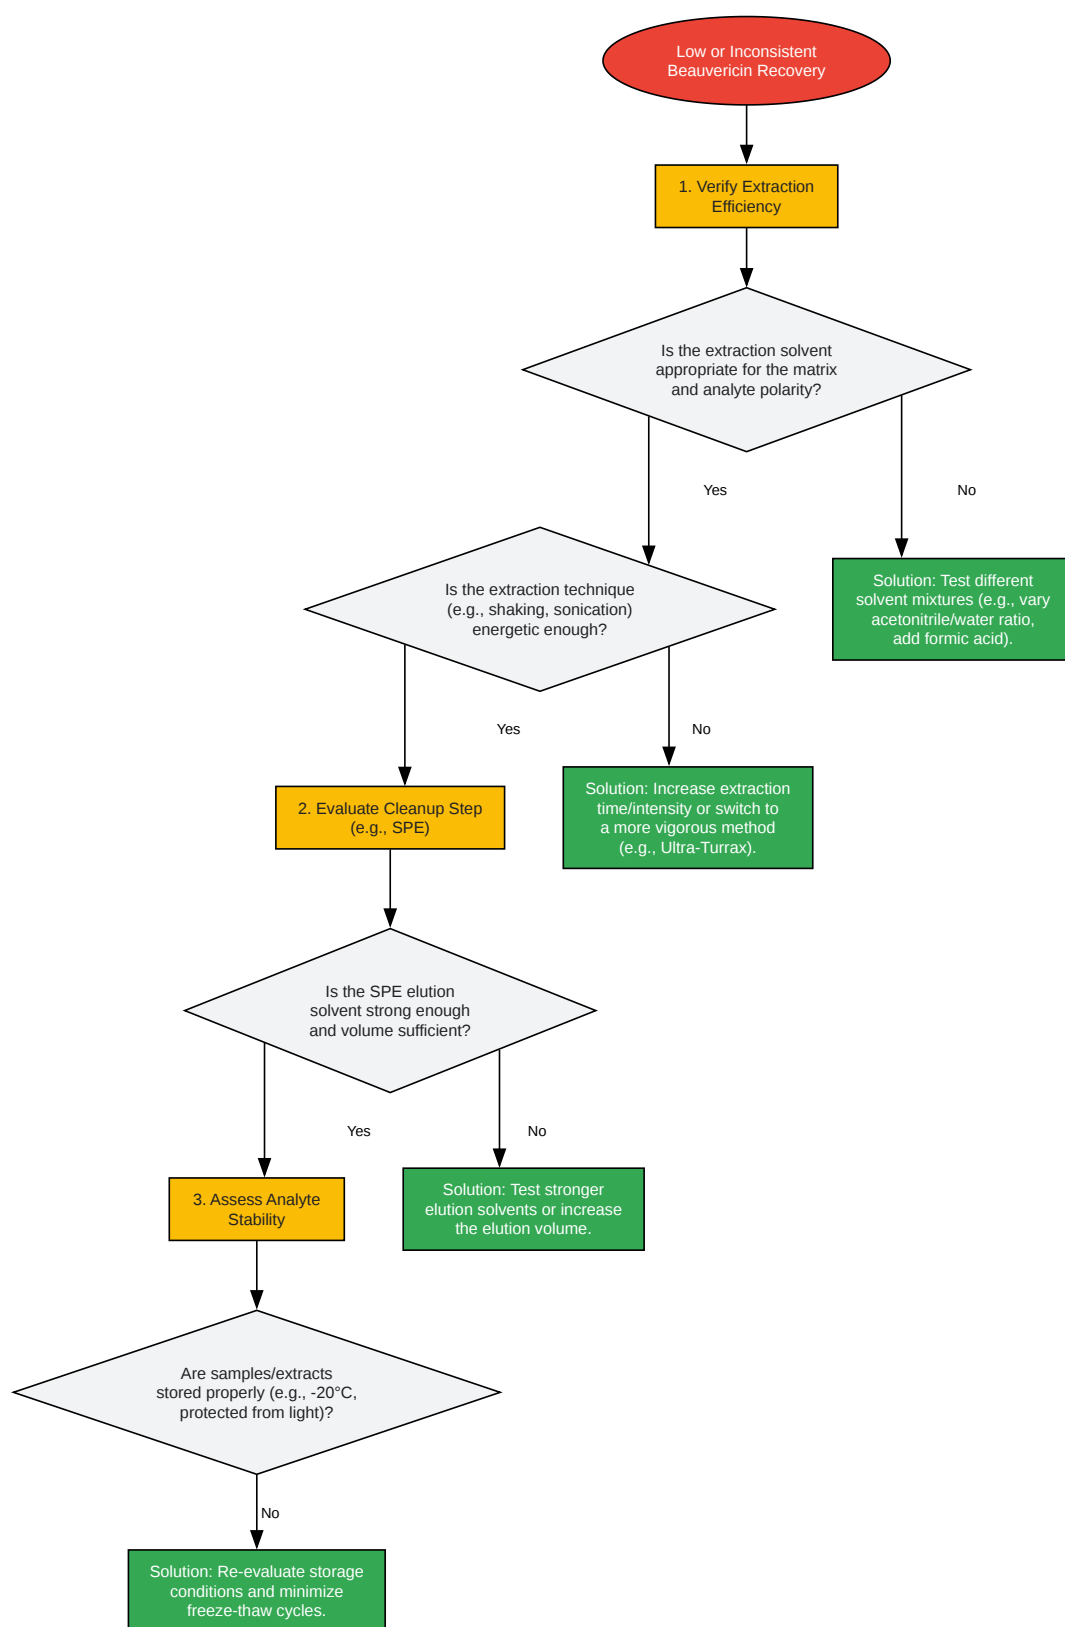 Low or Inconsistent
Beauvericin Recovery
1. Verify Extraction
Efficiency
Is the extraction solvent
appropriate for the matrix
and analyte polarity?
Yes
No
Is the extraction technique
(e.g., shaking, sonication)
energetic enough?
Solution: Test different
solvent mixtures (e.g., vary
acetonitrile/water ratio,
add formic acid).
Yes
No
2. Evaluate Cleanup Step
(e.g., SPE)
Solution: Increase extraction
time/intensity or switch to
a more vigorous method
(e.g., Ultra-Turrax).
Is the SPE elution
solvent strong enough
and volume sufficient?
Yes
No
3. Assess Analyte
Stability
Solution: Test stronger
elution solvents or increase
the elution volume.
Are samples/extracts
stored properly (e.g., -20°C,
protected from light)?
No
Solution: Re-evaluate storage
conditions and minimize
freeze-thaw cycles.